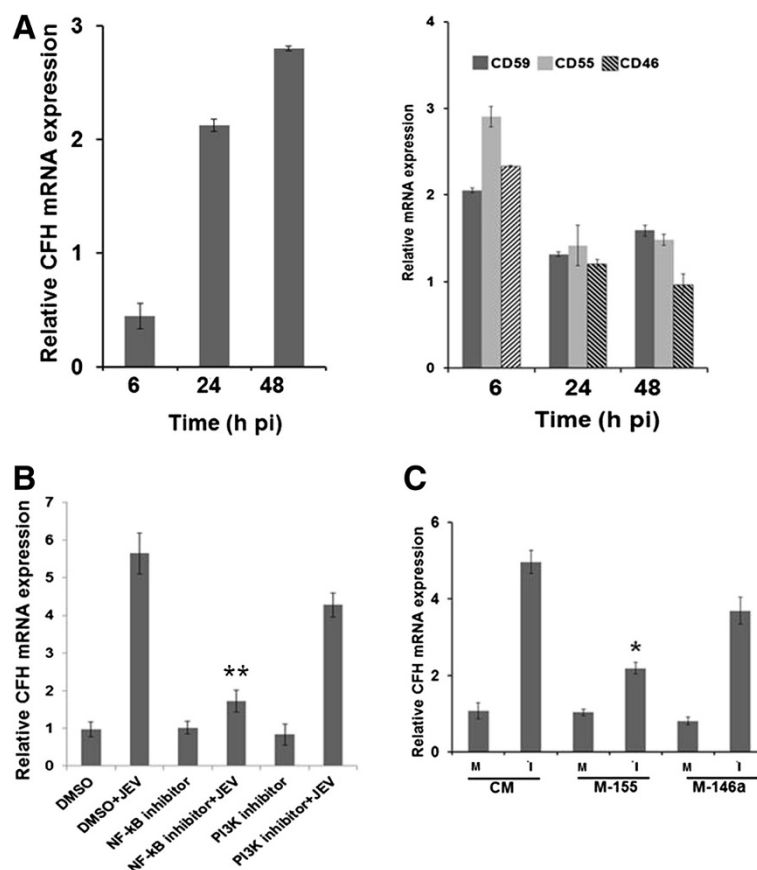 A
Relative CFH mRNA expression
3
2
1
0
6 24 48
Time (h pi)
Relative mRNA expression
4
3
2
1
0
CD59 CD55 CD46
6 24 48
Time (h pi)
B
Relative CFH mRNA expression
7
6
5
4
3
2
1
0
**
DMSO
DMSO+JEV
NF-kB inhibitor
NF-kB inhibitor+JEV
PI3K inhibitor
PI3K inhibitor+JEV
C
Relative CFH mRNA expression
6
4
2
0
*
M I M I M I
CM M-155 M-146a